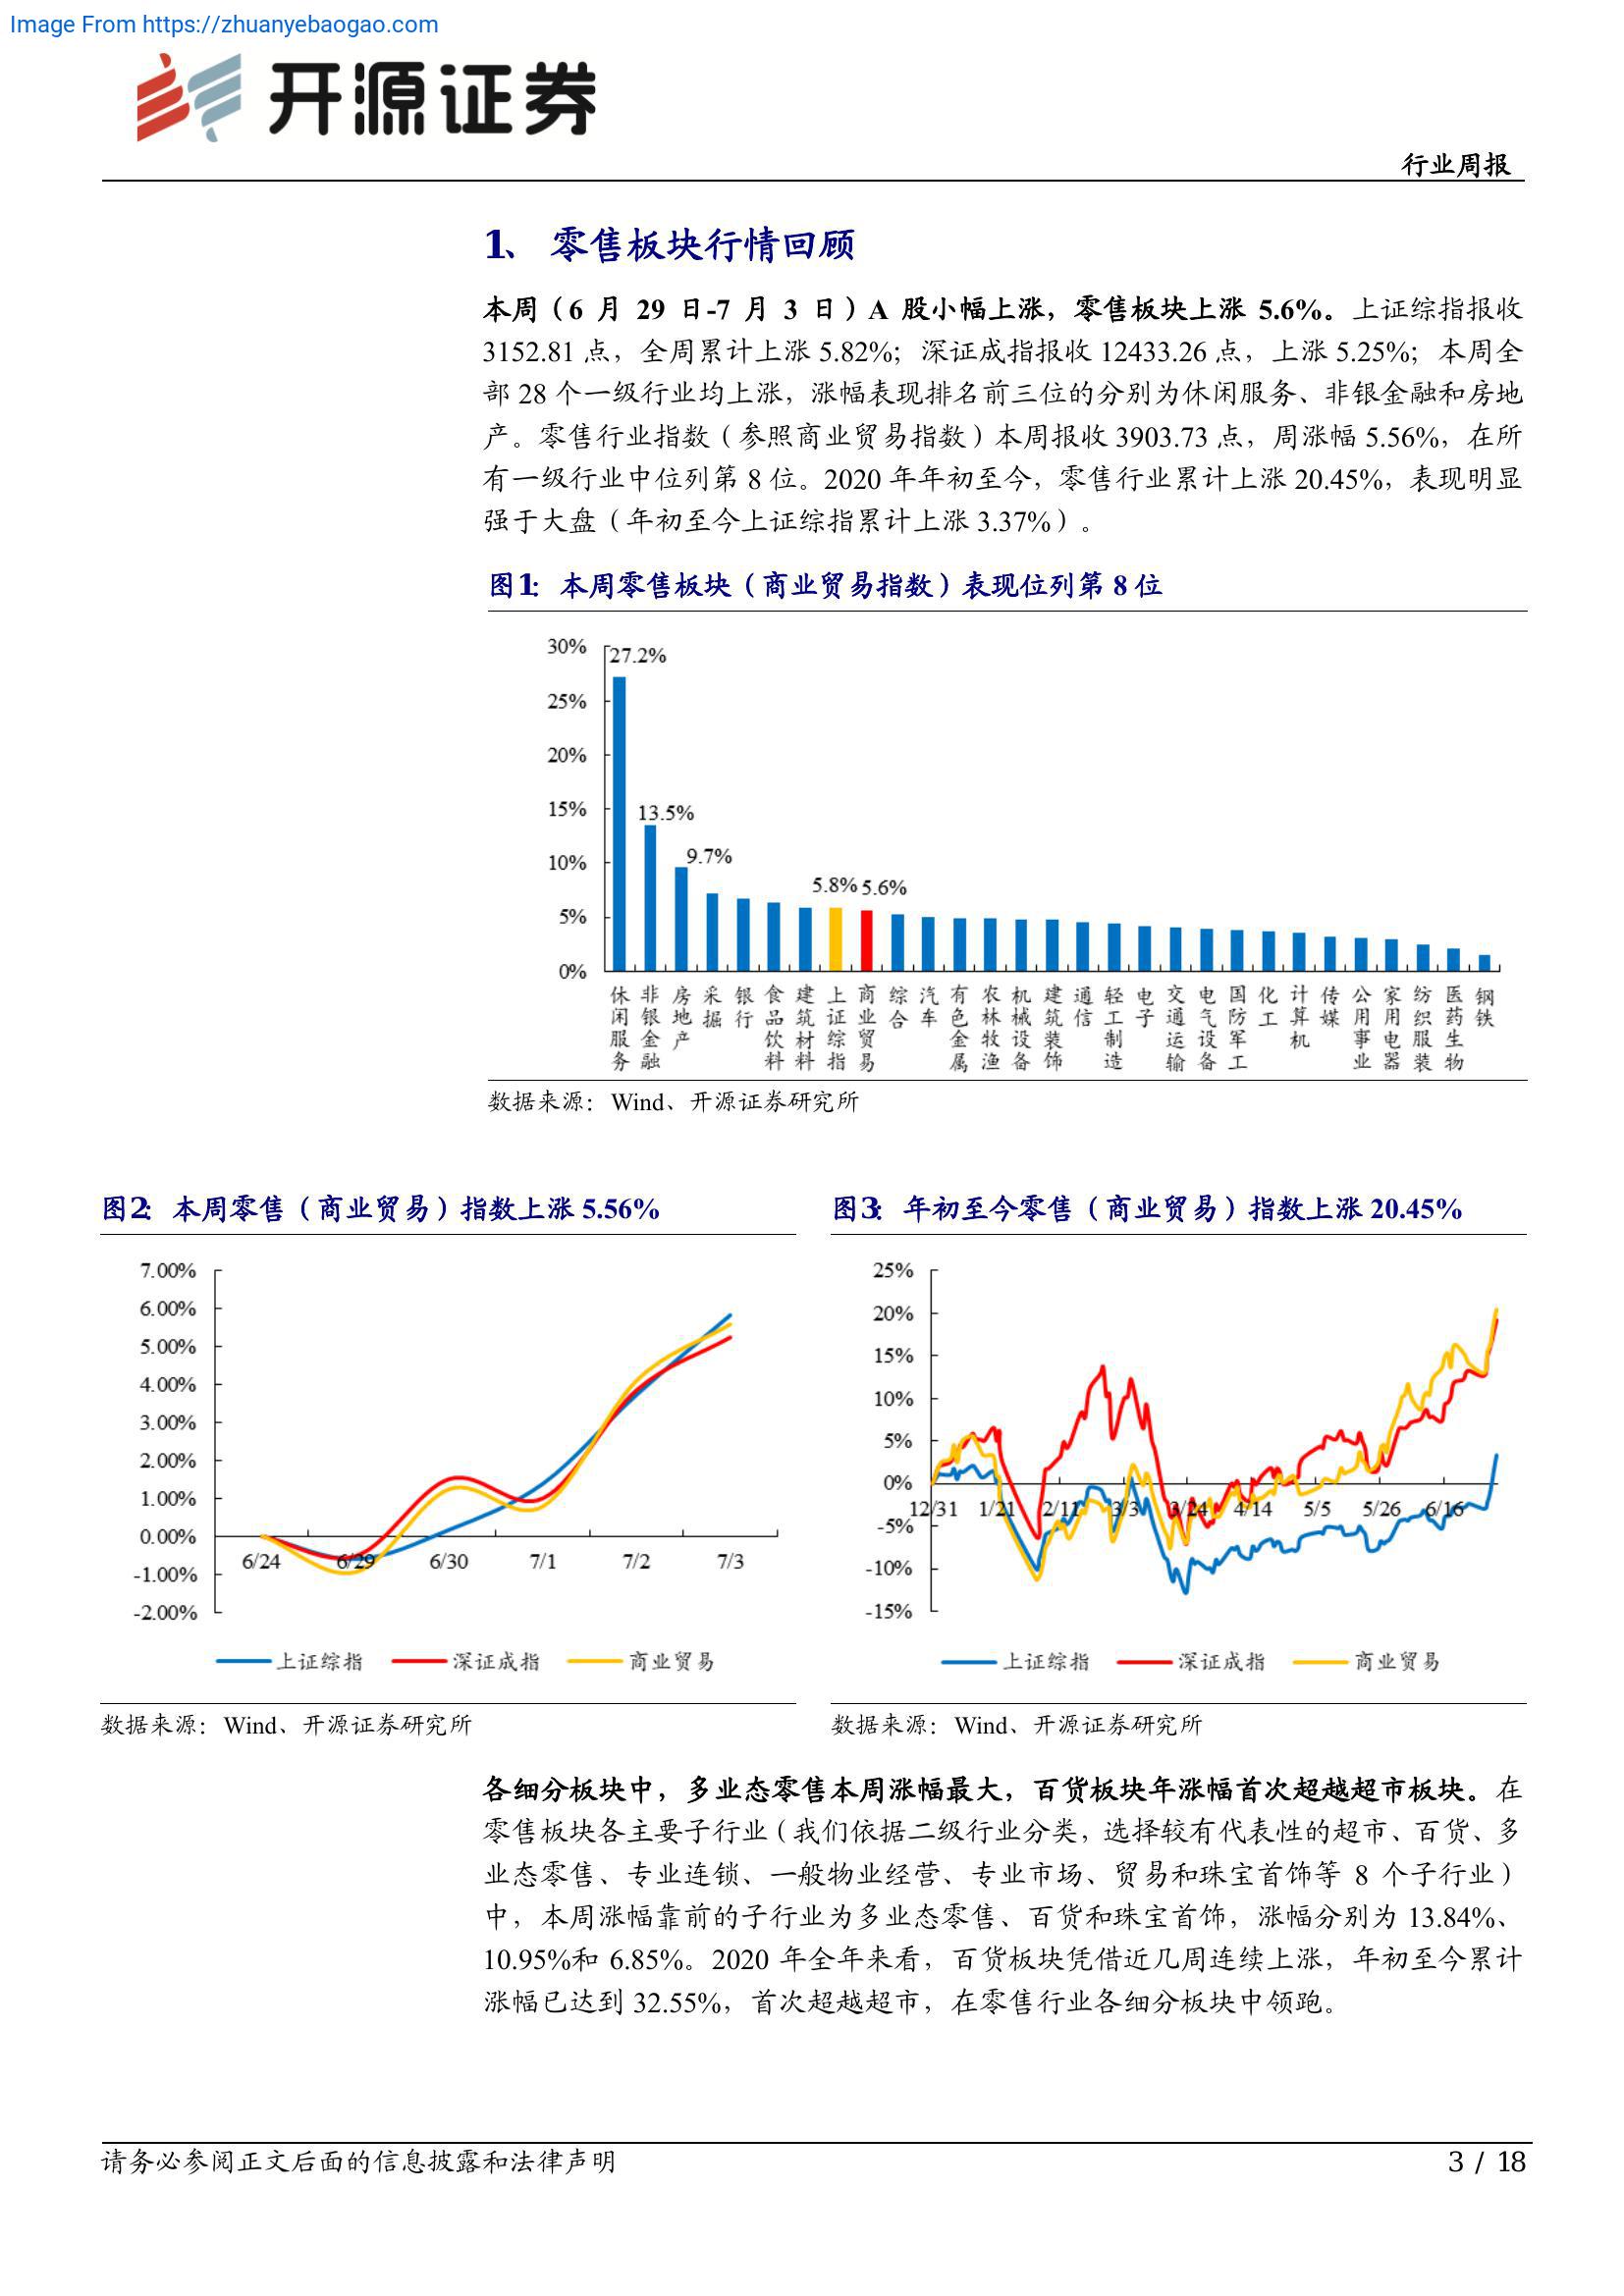 Image From https://zhuanyebaogao.com
开源证券
行业周报
1、 零售板块行情回顾
本周（6 月 29 日-7 月 3 日）A 股小幅上涨，零售板块上涨 5.6%。上证综指报收
3152.81 点，全周累计上涨 5.82%；深证成指报收 12433.26 点，上涨 5.25%；本周全
部 28 个一级行业均上涨，涨幅表现排名前三位的分别为休闲服务、非银金融和房地
产。零售行业指数（参照商业贸易指数）本周报收 3903.73 点，周涨幅 5.56%，在所
有一级行业中位列第 8 位。2020 年年初至今，零售行业累计上涨 20.45%，表现明显
强于大盘（年初至今上证综指累计上涨 3.37%）。
图1： 本周零售板块（商业贸易指数）表现位列第 8 位
30%
25%
20%
15%
10%
5%
0%
27.2%
13.5%
9.7%
5.8%
5.6%
休闲服务
非银金融
房地产
采掘
银行
食品饮料
建筑材料
上证综指
商业贸易
综合
汽车
有色金属
农林牧渔
机械设备
建筑装饰
通信
轻工制造
电子
交通运输
电气设备
国防军工
化工
计算机
传媒
公用事业
家用电器
纺织服装
医药生物
钢铁
数据来源：Wind、开源证券研究所
图2： 本周零售（商业贸易）指数上涨 5.56%
7.00%
6.00%
5.00%
4.00%
3.00%
2.00%
1.00%
0.00%
-1.00%
-2.00%
6/24 6/29 6/30 7/1 7/2 7/3
上证综指 深证成指 商业贸易
数据来源：Wind、开源证券研究所
图3： 年初至今零售（商业贸易）指数上涨 20.45%
25%
20%
15%
10%
5%
0%
-5%
-10%
-15%
12/31 1/21 2/11 3/3 3/24 4/14 5/5 5/26 6/16
上证综指 深证成指 商业贸易
数据来源：Wind、开源证券研究所
各细分板块中，多业态零售本周涨幅最大，百货板块年涨幅首次超越超市板块。在
零售板块各主要子行业（我们依据二级行业分类，选择较有代表性的超市、百货、多
业态零售、专业连锁、一般物业经营、专业市场、贸易和珠宝首饰等 8 个子行业）
中，本周涨幅靠前的子行业为多业态零售、百货和珠宝首饰，涨幅分别为 13.84%、
10.95%和 6.85%。2020 年全年来看，百货板块凭借近几周连续上涨，年初至今累计
涨幅已达到 32.55%，首次超越超市，在零售行业各细分板块中领跑。
请务必参阅正文后面的信息披露和法律声明
3 / 18